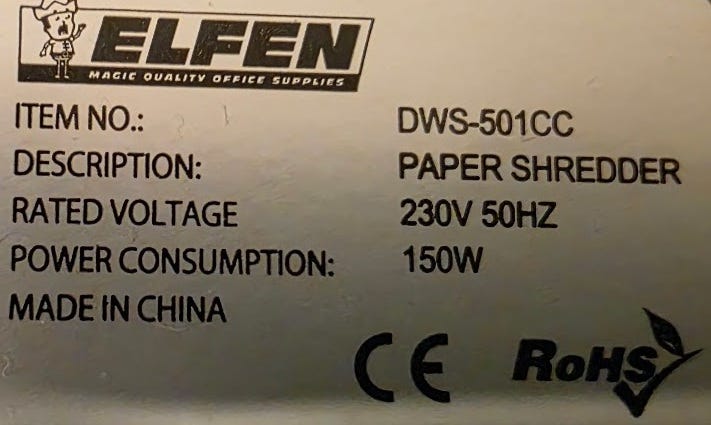 ELFEN
MAGIC QUALITY OFFICE SUPPLIES
ITEM NO.: DWS-501CC
DESCRIPTION: PAPER SHREDDER
RATED VOLTAGE 230V 50HZ
POWER CONSUMPTION: 150W
MADE IN CHINA
CE RoHS